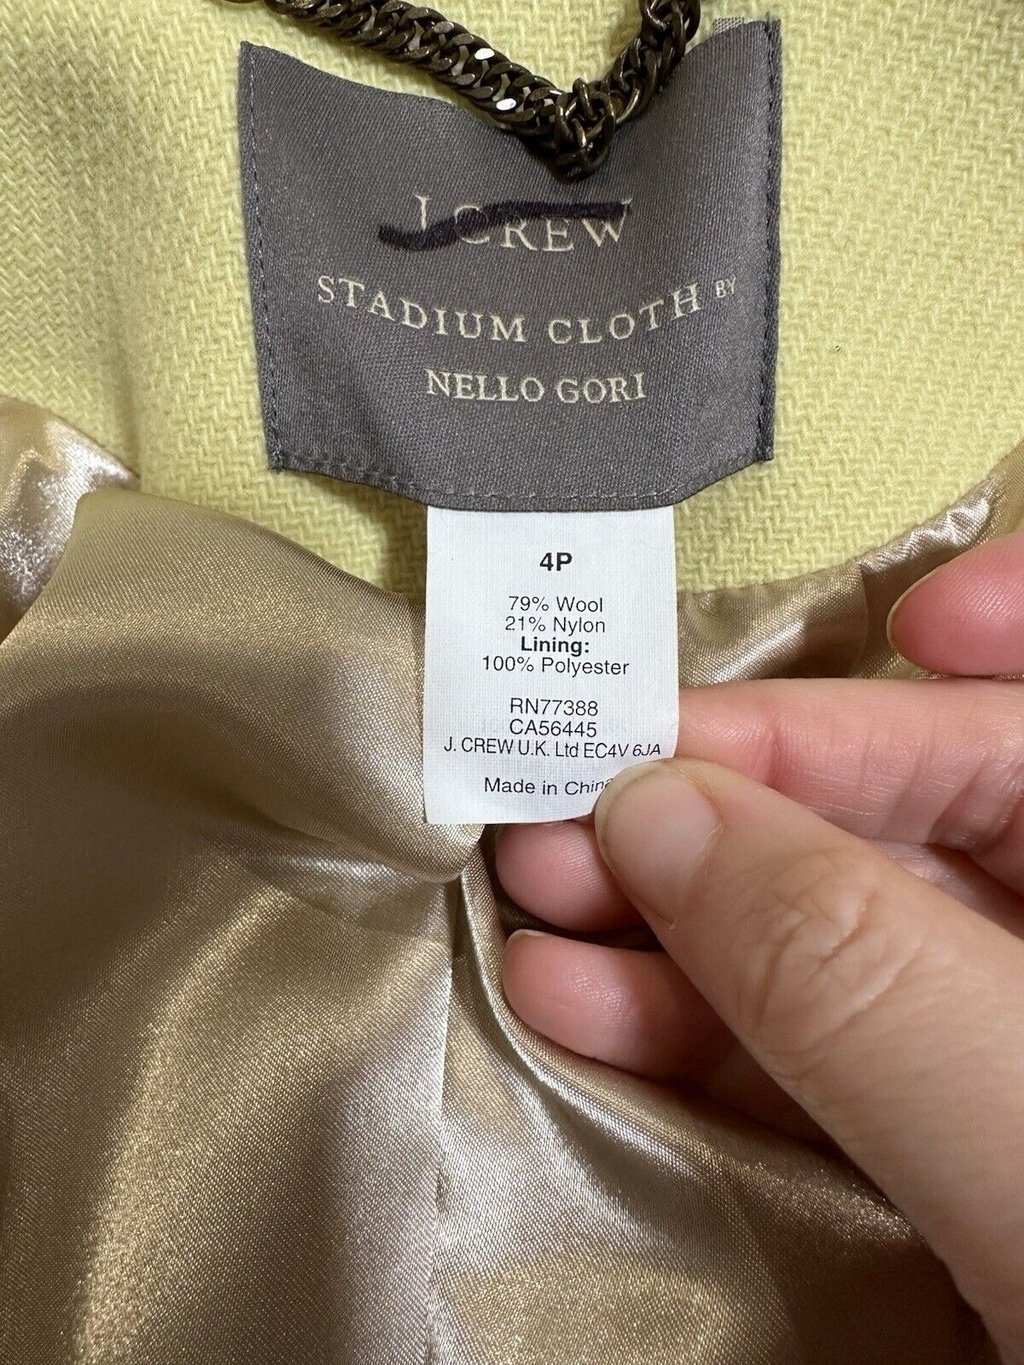 J.CREW
STADIUM CLOTH BY
NELLO GORI
4P
79% Wool
21% Nylon
Lining:
100% Polyester
RN77388
CA56445
J. CREW U.K. Ltd EC4V 6JA
Made in China